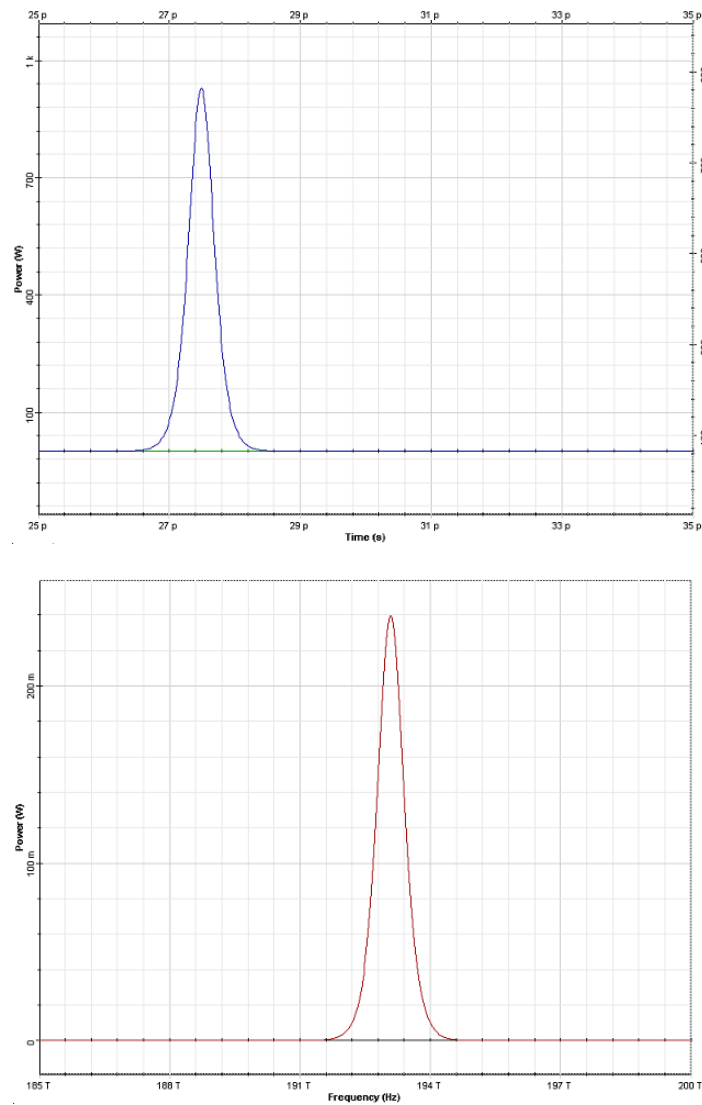 25 p 27 p 29 p 31 p 33 p 35 p
1 k
700
400
100
Power (W)
25 p 27 p 29 p 31 p 33 p 35 p
Time (s)
200 m
100 m
0
Power (W)
185 T 188 T 191 T 194 T 197 T 200 T
Frequency (Hz)